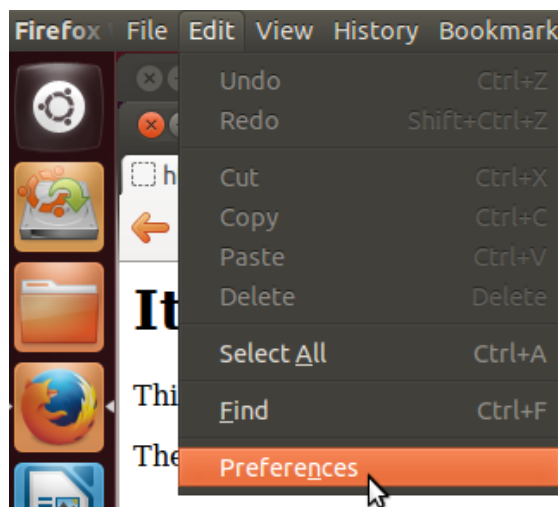 Firefox File Edit View History Bookmark
Undo Ctrl+Z
Redo Shift+Ctrl+Z
h
Cut Ctrl+X
Copy Ctrl+C
Paste Ctrl+V
Delete Delete
It
Select All Ctrl+A
Thi
Find Ctrl+F
The
Preferences